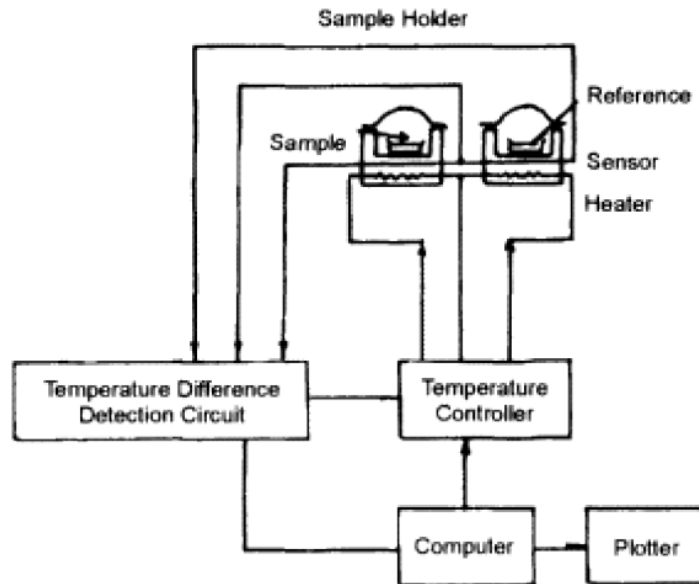 Sample Holder
Reference
Sample
Sensor
Heater
Temperature Difference
Detection Circuit
Temperature
Controller
Computer
Plotter